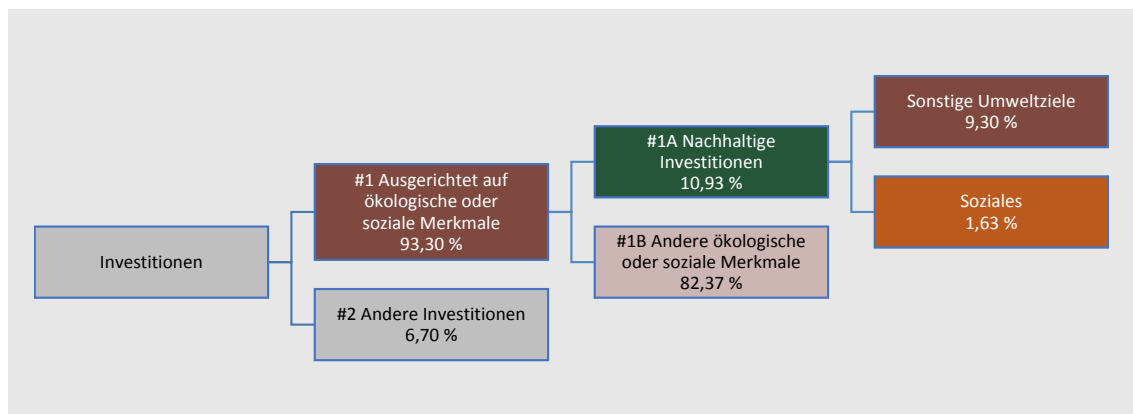 Investitionen
#1 Ausgerichtet auf
ökologische oder
soziale Merkmale
93,30 %
#2 Andere Investitionen
6,70 %
#1A Nachhaltige
Investitionen
10,93 %
#1B Andere ökologische
oder soziale Merkmale
82,37 %
Sonstige Umweltziele
9,30 %
Soziales
1,63 %